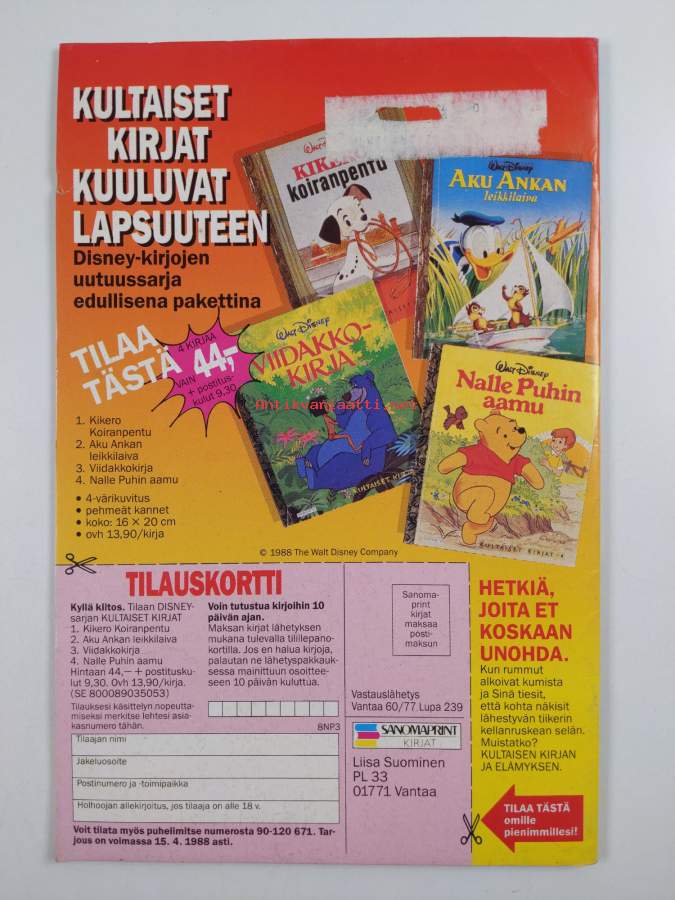 KULTAISET
KIRJAT
KUULUVAT
LAPSUUTEEN
Disney-kirjojen
uutuussarja
edullisena pakettina
TILAA
TÄSTÄ
4 KIRJAA
VAIN 44,-
+ postitus-
kulut 9,30
1. Kikero
Koiranpentu
2. Aku Ankan
leikkilaiva
3. Viidakkokirja
4. Nalle Puhin aamu
• 4-värikuvitus
• pehmeät kannet
• koko: 16 × 20 cm
• ovh 13,90/kirja
koiranpentu
Walt Disney
AKU ANKAN
leikkilaiva
Walt Disney
VIIDAKKO-
KIRJA
KULTAISET KIR
Walt Disney
Nalle Puhin
aamu
KULTAISET KIRJAT • 4
Antikvariaatti.net
© 1988 The Walt Disney Company
TILAUSKORTTI
Kyllä kiitos. Tilaan DISNEY-
sarjan KULTAISET KIRJAT
1. Kikero Koiranpentu
2. Aku Ankan leikkilaiva
3. Viidakkokirja
4. Nalle Puhin aamu
Hintaan 44,— + postitusku-
lut 9,30. Ovh 13,90/kirja.
(SE 800089035053)
Tilauksesi käsittelyn nopeutta-
miseksi merkitse lehtesi asia-
kasnumero tähän.
Voin tutustua kirjoihin 10
päivän ajan.
Maksan kirjat lähetyksen
mukana tulevalla tilillepano-
kortilla. Jos en halua kirjoja,
palautan ne lähetyspakkauk-
sessa mainittuun osoittee-
seen 10 päivän kuluttua.
8NP3
Tilaajan nimi
Jakeluosoite
Postinumero ja -toimipaikka
Holhoojan allekirjoitus, jos tilaaja on alle 18 v.
Voit tilata myös puhelimitse numerosta 90-120 671. Tar-
jous on voimassa 15. 4. 1988 asti.
Sanoma-
print
kirjat
maksaa
posti-
maksun
Vastauslähetys
Vantaa 60/77 Lupa 239
SANOMAPRINT
KIRJAT
Liisa Suominen
PL 33
01771 Vantaa
HETKIÄ,
JOITA ET
KOSKAAN
UNOHDA.
Kun rummut
alkoivat kumista
ja Sinä tiesit,
että kohta näkisit
lähestyvän tiikerin
kellanruskean selän.
Muistatko?
KULTAISEN KIRJAN
JA ELÄMYKSEN.
TILAA TÄSTÄ
omille
pienimmillesi!